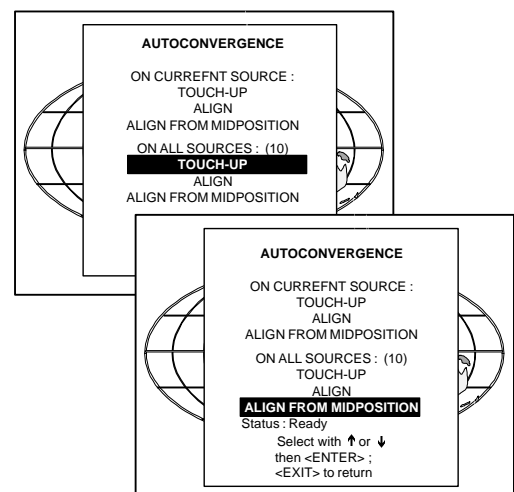 AUTOCONVERGENCE
ON CURREFNT SOURCE :
TOUCH-UP
ALIGN
ALIGN FROM MIDPOSITION
ON ALL SOURCES : (10)
TOUCH-UP
ALIGN
ALIGN FROM MIDPOSITION
AUTOCONVERGENCE
ON CURREFNT SOURCE :
TOUCH-UP
ALIGN
ALIGN FROM MIDPOSITION
ON ALL SOURCES : (10)
TOUCH-UP
ALIGN
ALIGN FROM MIDPOSITION
Status : Ready
Select with ↑ or ↓
then <ENTER> ;
<EXIT> to return